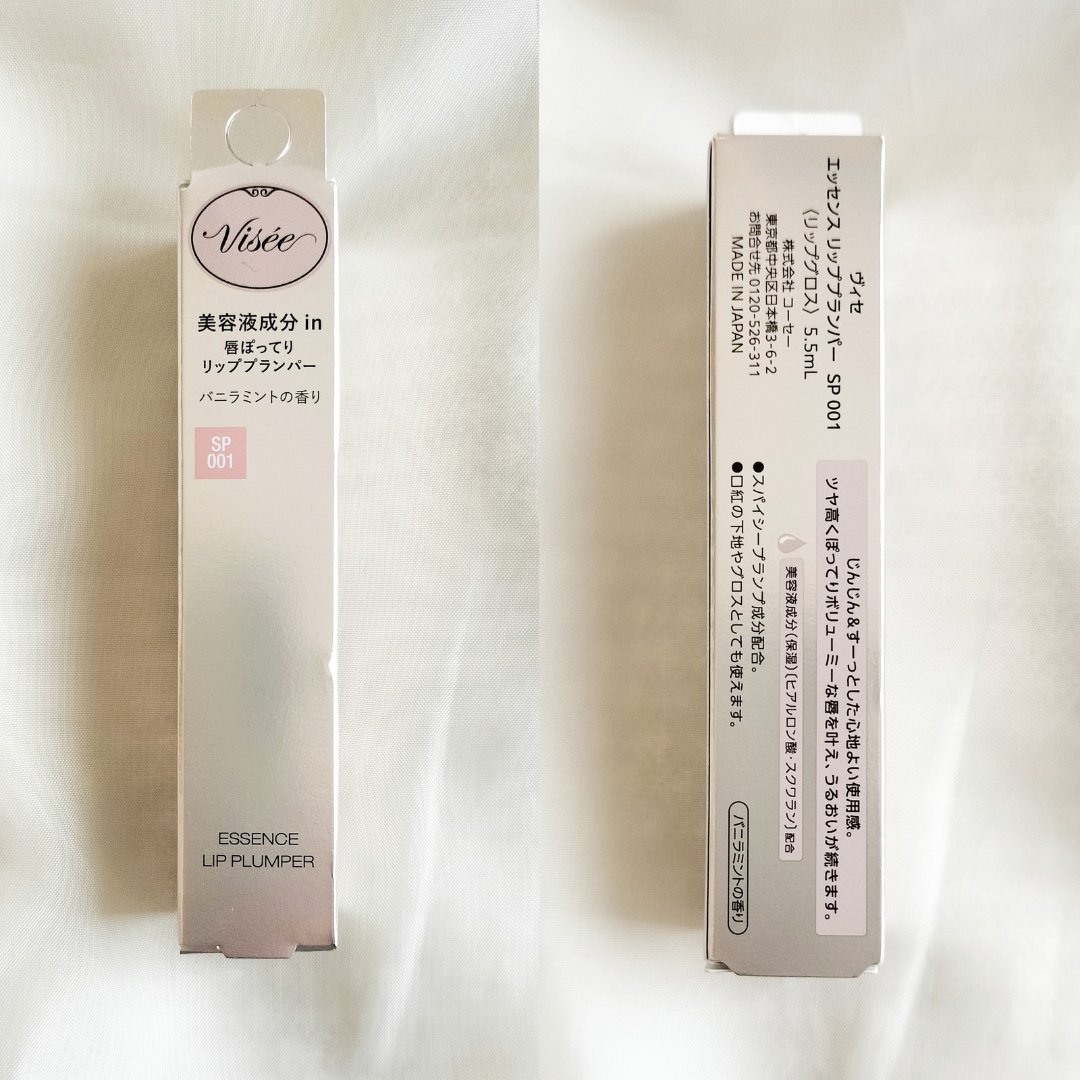 Visée
美容液成分 in
唇ぽってり
リッププランパー
バニラミントの香り
SP
001
ESSENCE
LIP PLUMPER
ヴィセ
エッセンス リッププランパー SP 001
〈リップグロス〉 5.5mL
株式会社 コーセー
東京都中央区日本橋3-6-2
お問合せ先 0120-526-311
MADE IN JAPAN
じんじん&すーっとした心地よい使用感。
ツヤ高くぽってりボリューミーな唇を叶え、うるおいが続きます。
美容液成分(保湿)〔ヒアルロン酸・スクワラン〕配合
●スパイシープランプ成分配合。
●口紅の下地やグロスとしても使えます。
バニラミントの香り